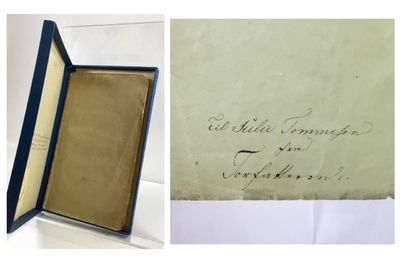 Til Julie Tommesen
fra
Forfatteren.